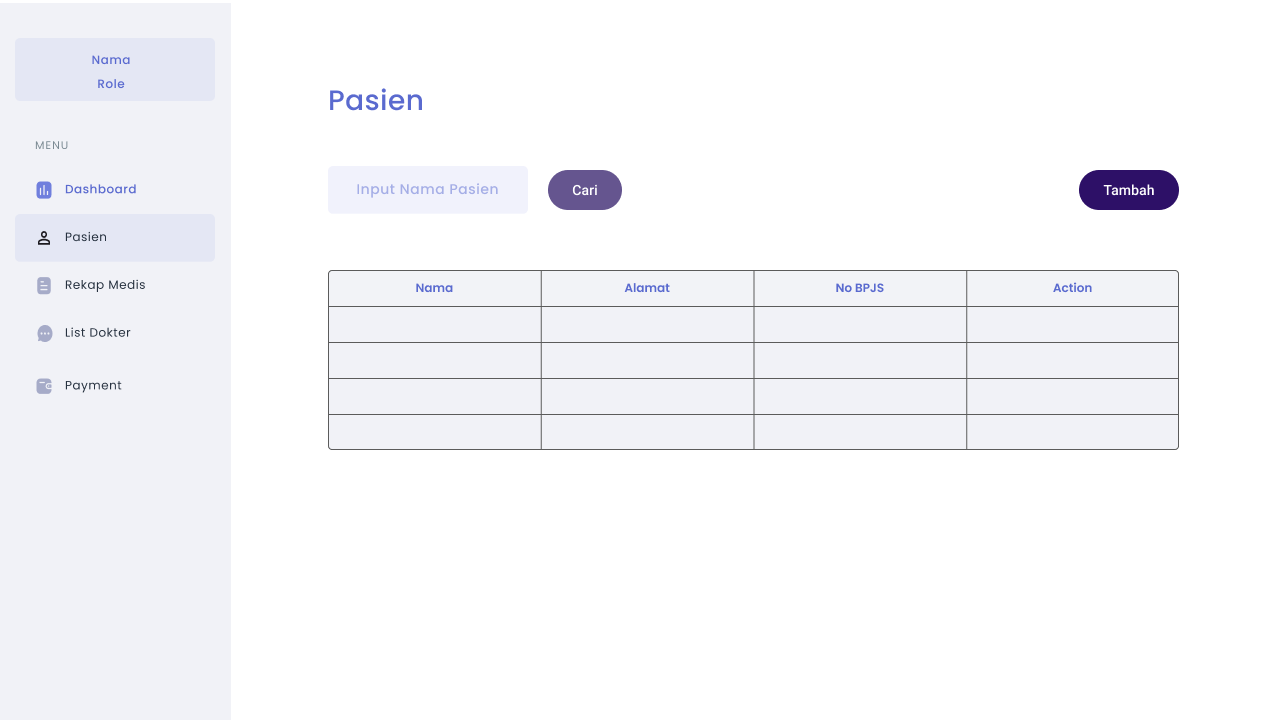 Nama
Role
MENU
Dashboard
Pasien
Rekap Medis
List Dokter
Payment
Pasien
Input Nama Pasien
Cari
Tambah
Nama
Alamat
No BPJS
Action